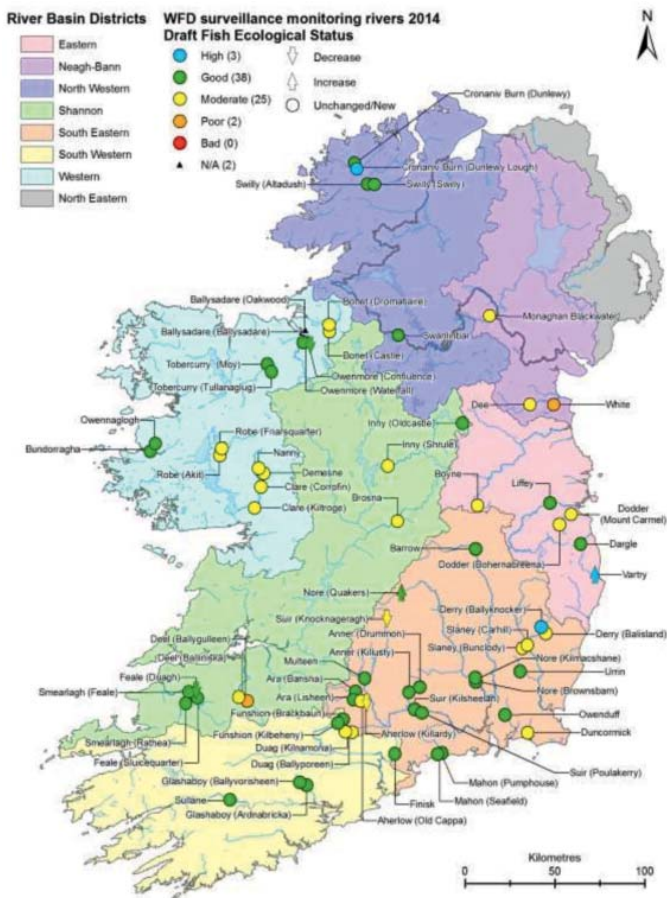 River Basin Districts
Eastern
Neagh-Bann
North Western
Shannon
South Eastern
South Western
Western
North Eastern
WFD surveillance monitoring rivers 2014
Draft Fish Ecological Status
High (3)
Good (38)
Moderate (25)
Poor (2)
Bad (0)
N/A (2)
Decrease
Increase
Unchanged/New
N
Cronaniv Burn (Dunlewy)
Cronaniv Burn (Dunlewy Lough)
Swilly (Altadush)
Swilly (Swilly)
Ballysadare (Oakwood)
Bonet (Dromahaire)
Monaghan Blackwater
Ballysadare (Ballysadare)
Swanlinbar
Bonet (Castle)
Tobercurry (Moy)
Owenmore (Confluence)
Tobercurry (Tullanaglug)
Owenmore (Waterfall)
Dee
White
Owennaglogh
Inny (Oldcastle)
Robe (Friarsquarter)
Bundorragha
Nanny
Inny (Shrule)
Robe (Akit)
Demesne
Boyne
Liffey
Clare (Corrofin)
Brosna
Dodder
(Mount Carmel)
Clare (Kiltroge)
Barrow
Dargle
Dodder (Bohernabreena)
Vartry
Nore (Quakers)
Suir (Knocknageragh)
Derry (Ballyknocker)
Deel (Ballygulleen)
Anner (Drummon)
Slaney (Carhill)
Derry (Balisland)
Deel (Balliniska)
Anner (Killusty)
Slaney (Bunclody)
Feale (Duagh)
Multeen
Nore (Kilmacshane)
Ara (Bansha)
Urrin
Smearlagh (Feale)
Ara (Lisheen)
Suir (Kilsheelan)
Nore (Brownsbarn)
Funshion (Brackbaun)
Owenduff
Smearlagh (Rathea)
Funshion (Kilbeheny)
Aherlow (Killardy)
Duncormick
Feale (Sluicequarter)
Duag (Kilnamona)
Duag (Ballyporeen)
Suir (Poulakerry)
Glashaboy (Ballyvorsheen)
Mahon (Pumphouse)
Sullane
Finisk
Mahon (Seafield)
Glashaboy (Ardnabricka)
Aherlow (Old Cappa)
Kilometres
0 50 100